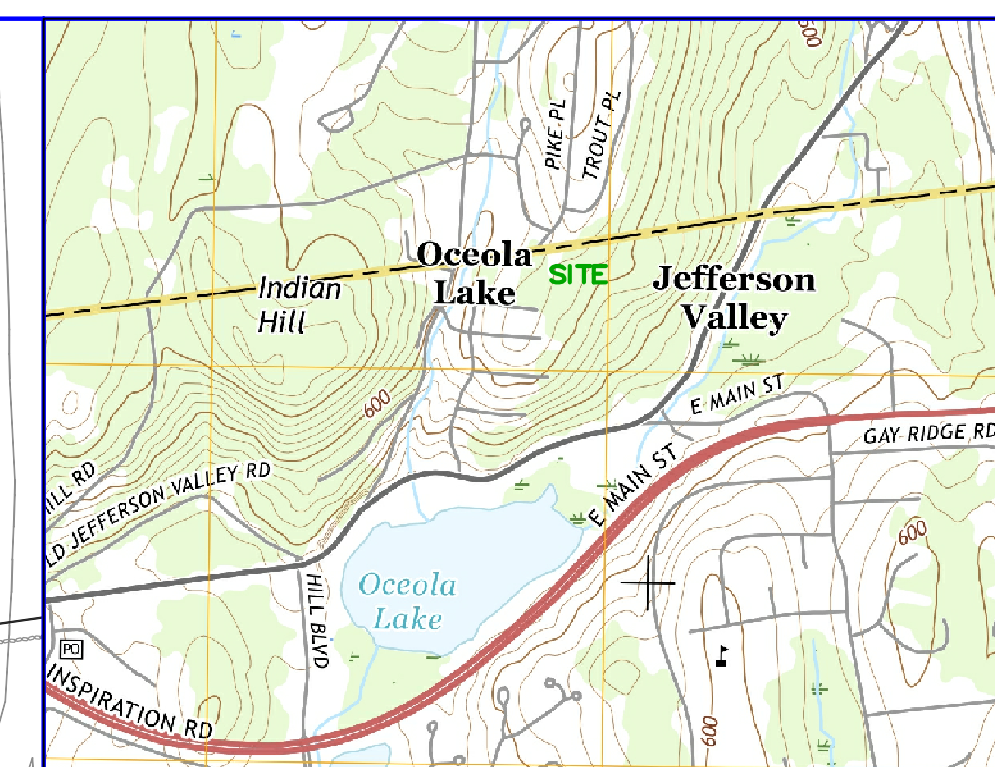 600
PIKE PL
TROUT PL
Oceola
Lake
SITE
Indian
Hill
Jefferson
Valley
600
E MAIN ST
GAY RIDGE RD
HILL RD
LD JEFFERSON VALLEY RD
E MAIN ST
600
Oceola
Lake
HILL BLVD
PO
INSPIRATION RD
600